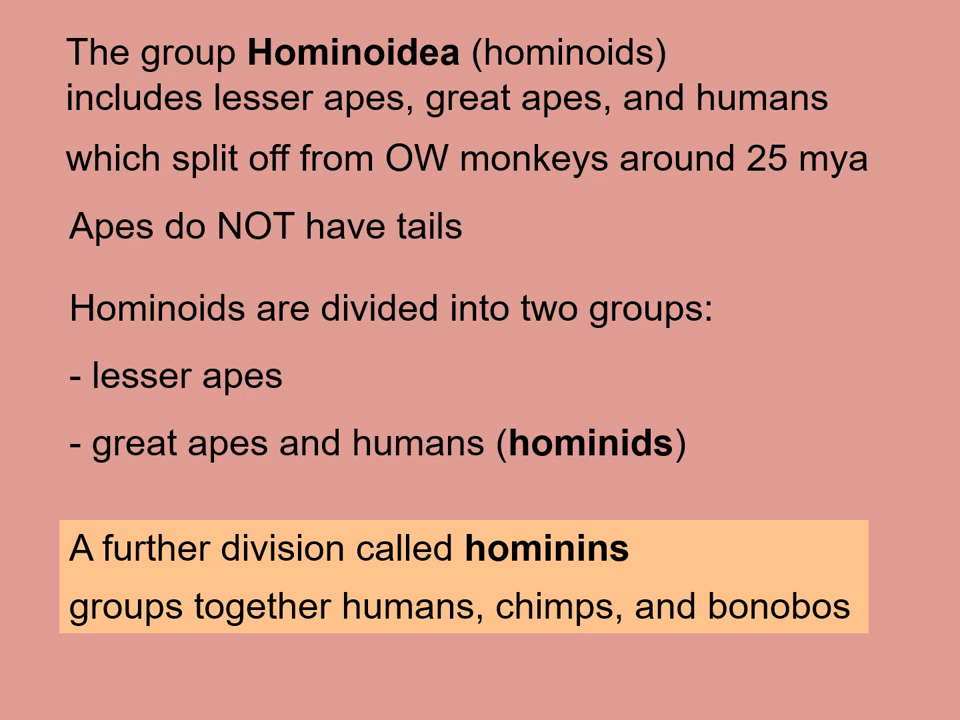 The group Hominoidea (hominoids)
includes lesser apes, great apes, and humans
which split off from OW monkeys around 25 mya
Apes do NOT have tails
Hominoids are divided into two groups:
- lesser apes
- great apes and humans (hominids)
A further division called hominins
groups together humans, chimps, and bonobos